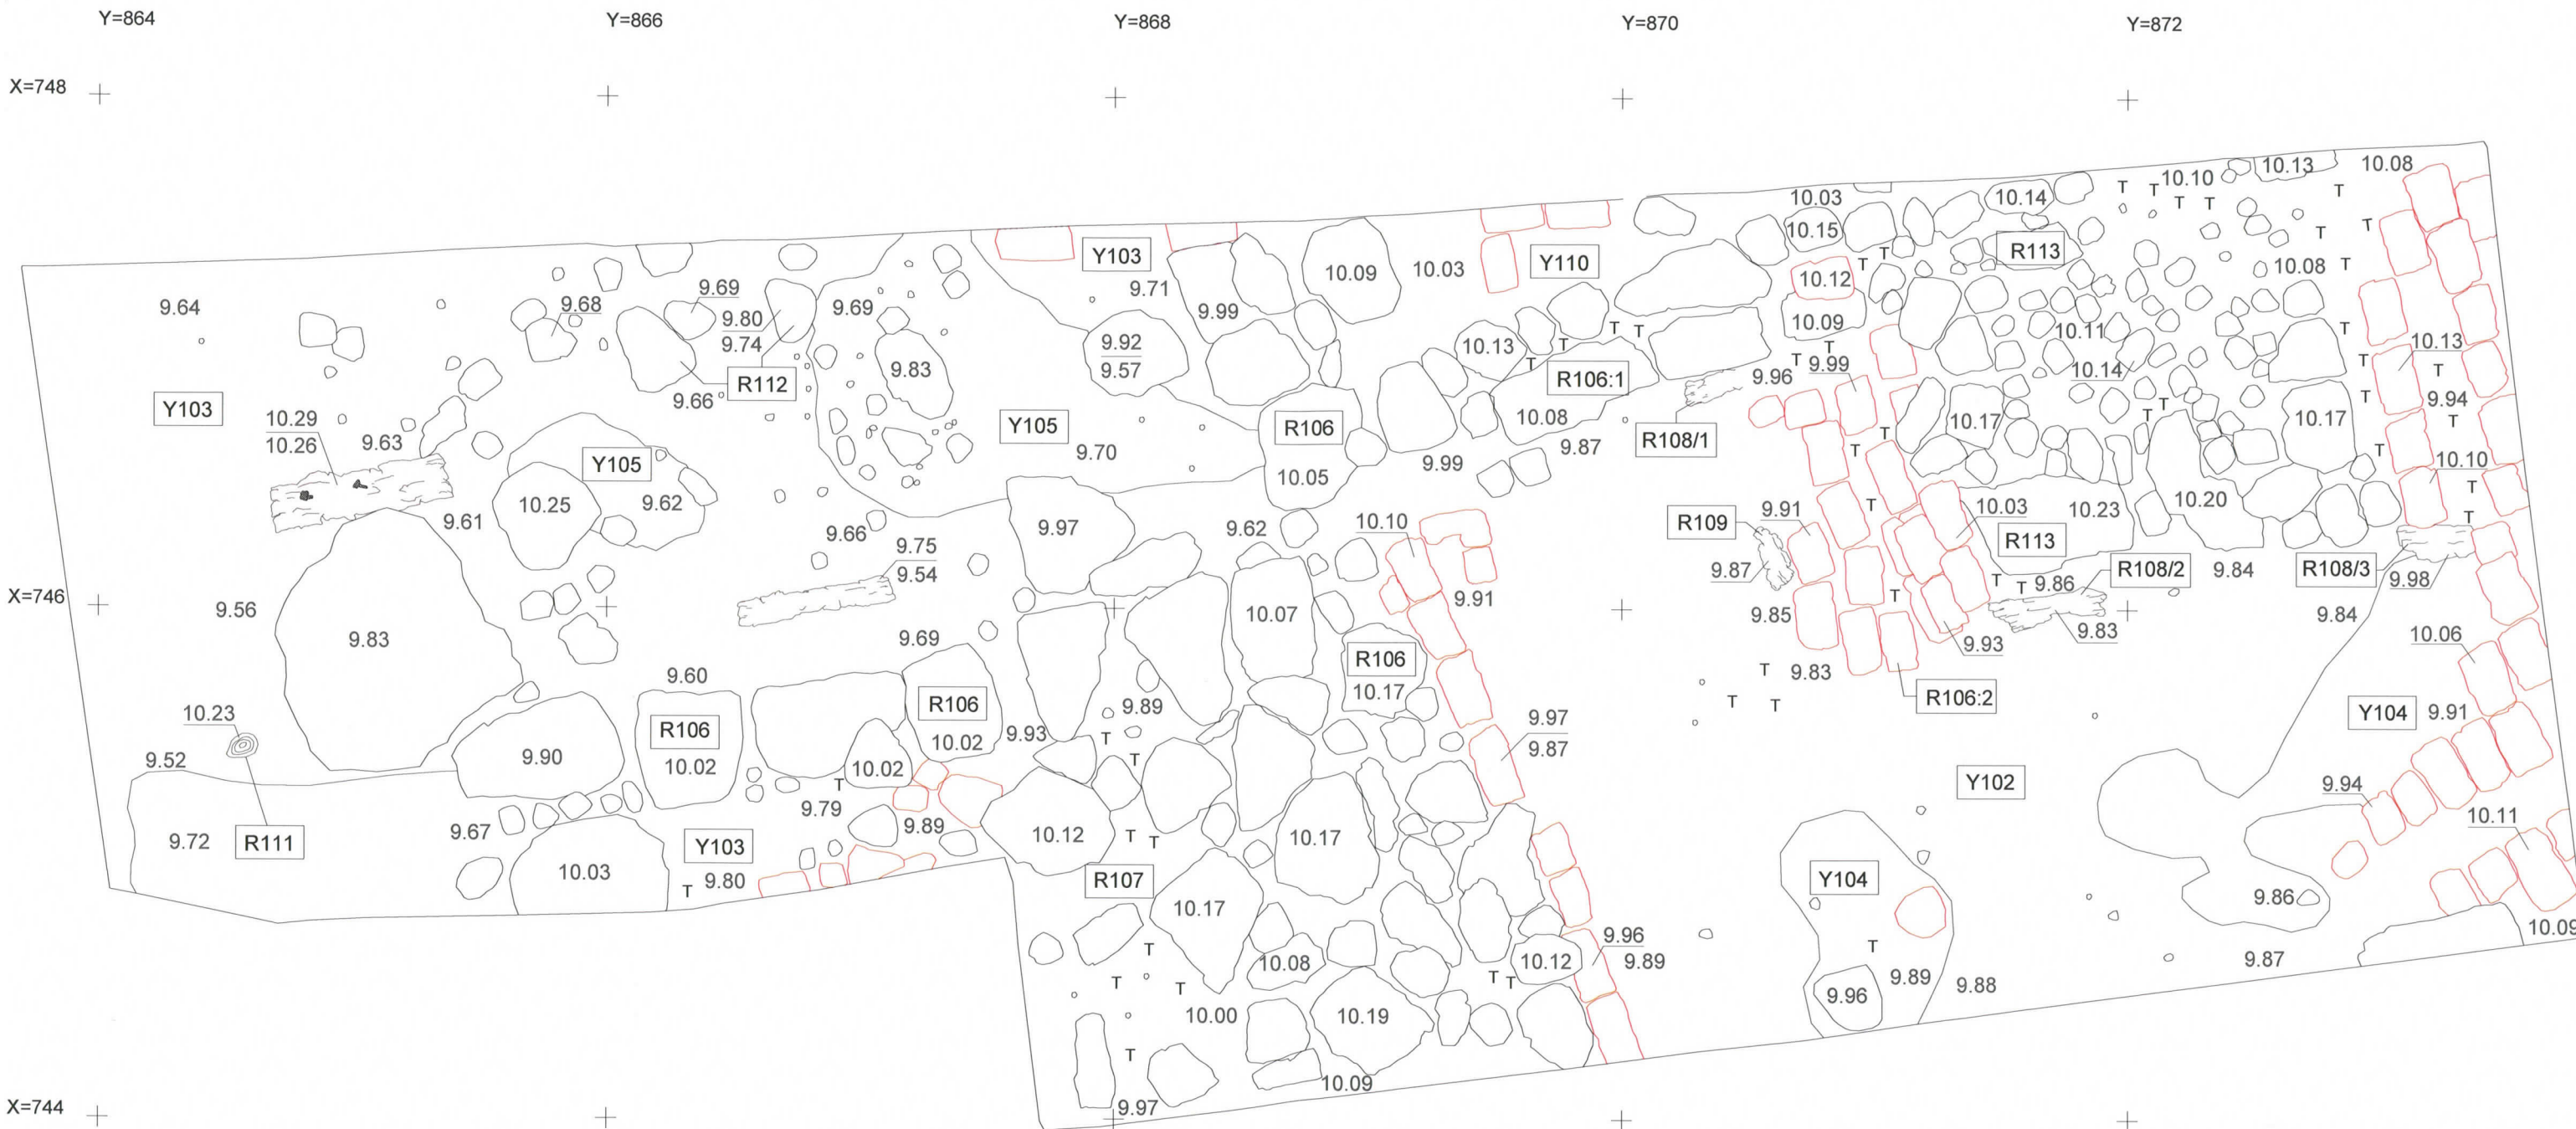 Y=864 Y=866 Y=868 Y=870 Y=872
X=748
10.13 10.08
10.03 10.14 T T 10.10 T
T T
10.15 T T
Y103 R113 T
9.71 10.09 10.03 Y110 T T 10.12 10.08 T
9.64 9.68 9.69 9.69 9.99
9.80 10.09
9.74 9.92 10.13 T T T T 10.11 T
9.57 10.13
9.83 T R106:1 T 9.99 10.14 T T
R112 9.96
9.66 T T T 9.94
Y103 10.08 10.17 10.17 T
10.29 Y105 R106 R108/1 T
10.26 9.63 9.70 9.99 9.87 T T
Y105 10.05 10.10
10.25 9.62 T 10.20 T
9.61 9.97 9.62 10.10 R109 9.91 10.03 10.23 T
9.66 9.75 R113
9.54 9.87 R108/2 9.84 R108/3
T T 9.86 9.98
X=746 9.56 9.83 10.07 9.91 9.85 T 9.83 9.84
9.69 9.93 10.06
9.60 R106 T 9.83
10.17 R106:2
10.23 R106 R106 9.89 T T Y104 9.91
9.97
9.52 9.90 10.02 10.02 9.93 T 9.87
10.02 T Y102
T 9.94
9.79
9.72 R111 9.67 9.89 10.12 T T 10.17 10.11
Y103
10.03 T 9.80 R107 Y104
10.17 9.86
10.09
T 9.96
10.08 10.12 9.89 T 9.87
T T T T 9.89 9.88
9.96
10.00 10.19
T
10.09
X=744 9.97